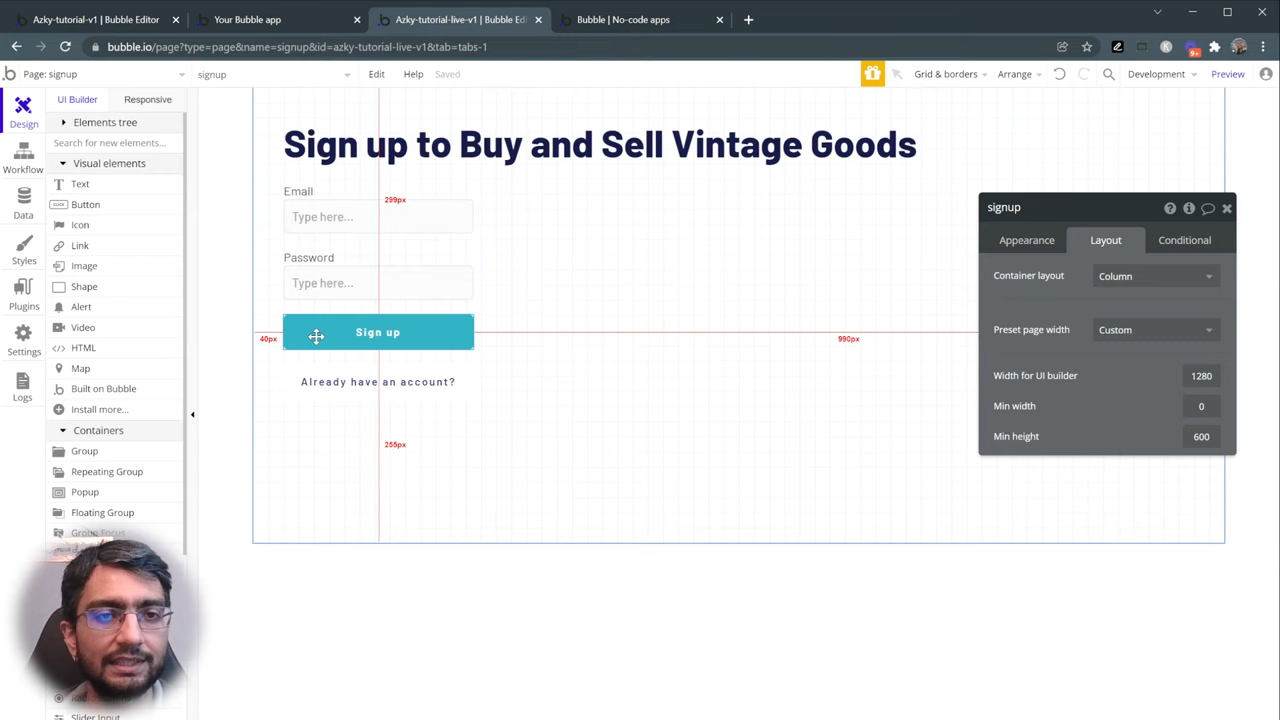 Azky-tutorial-v1 | Bubble Editor
Your Bubble app
Azky-tutorial-live-v1 | Bubble Edi
Bubble | No-code apps
bubble.io/page?type=page&name=signup&id=azky-tutorial-live-v1&tab=tabs-1
9+
Page: signup
signup
Edit
Help
Saved
Grid & borders
Arrange
Development
Preview
Design
Workflow
Data
Styles
Plugins
Settings
Logs
UI Builder
Responsive
Elements tree
Search for new elements...
Visual elements
Text
CLICK
Button
Icon
Link
Image
Shape
Alert
Video
HTML
Map
Built on Bubble
Install more...
Containers
Group
Repeating Group
Popup
Floating Group
Group Focus
Slider Input
Sign up to Buy and Sell Vintage Goods
Email
299px
Type here...
Password
Type here...
Sign up
40px
990px
Already have an account?
255px
signup
Appearance
Layout
Conditional
Container layout
Column
Preset page width
Custom
Width for UI builder
1280
Min width
0
Min height
600